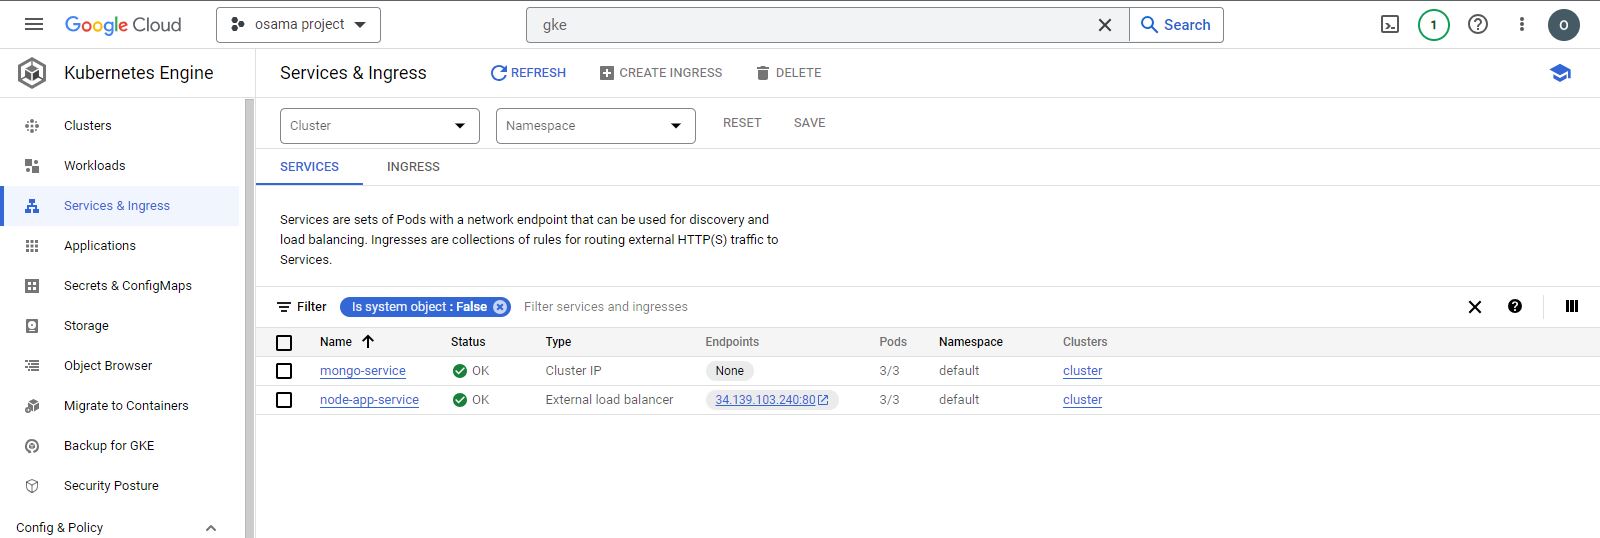 Google Cloud
osama project
gke
Search
1
O
Kubernetes Engine
Services & Ingress
REFRESH
CREATE INGRESS
DELETE
Clusters
Workloads
Services & Ingress
Applications
Secrets & ConfigMaps
Storage
Object Browser
Migrate to Containers
Backup for GKE
Security Posture
Config & Policy
Cluster
Namespace
RESET
SAVE
SERVICES
INGRESS
Services are sets of Pods with a network endpoint that can be used for discovery and
load balancing. Ingresses are collections of rules for routing external HTTP(S) traffic to
Services.
Filter
Is system object : False
Filter services and ingresses
Name Status Type Endpoints Pods Namespace Clusters
mongo-service OK Cluster IP None 3/3 default cluster
node-app-service OK External load balancer 34.139.103.240:80 3/3 default cluster